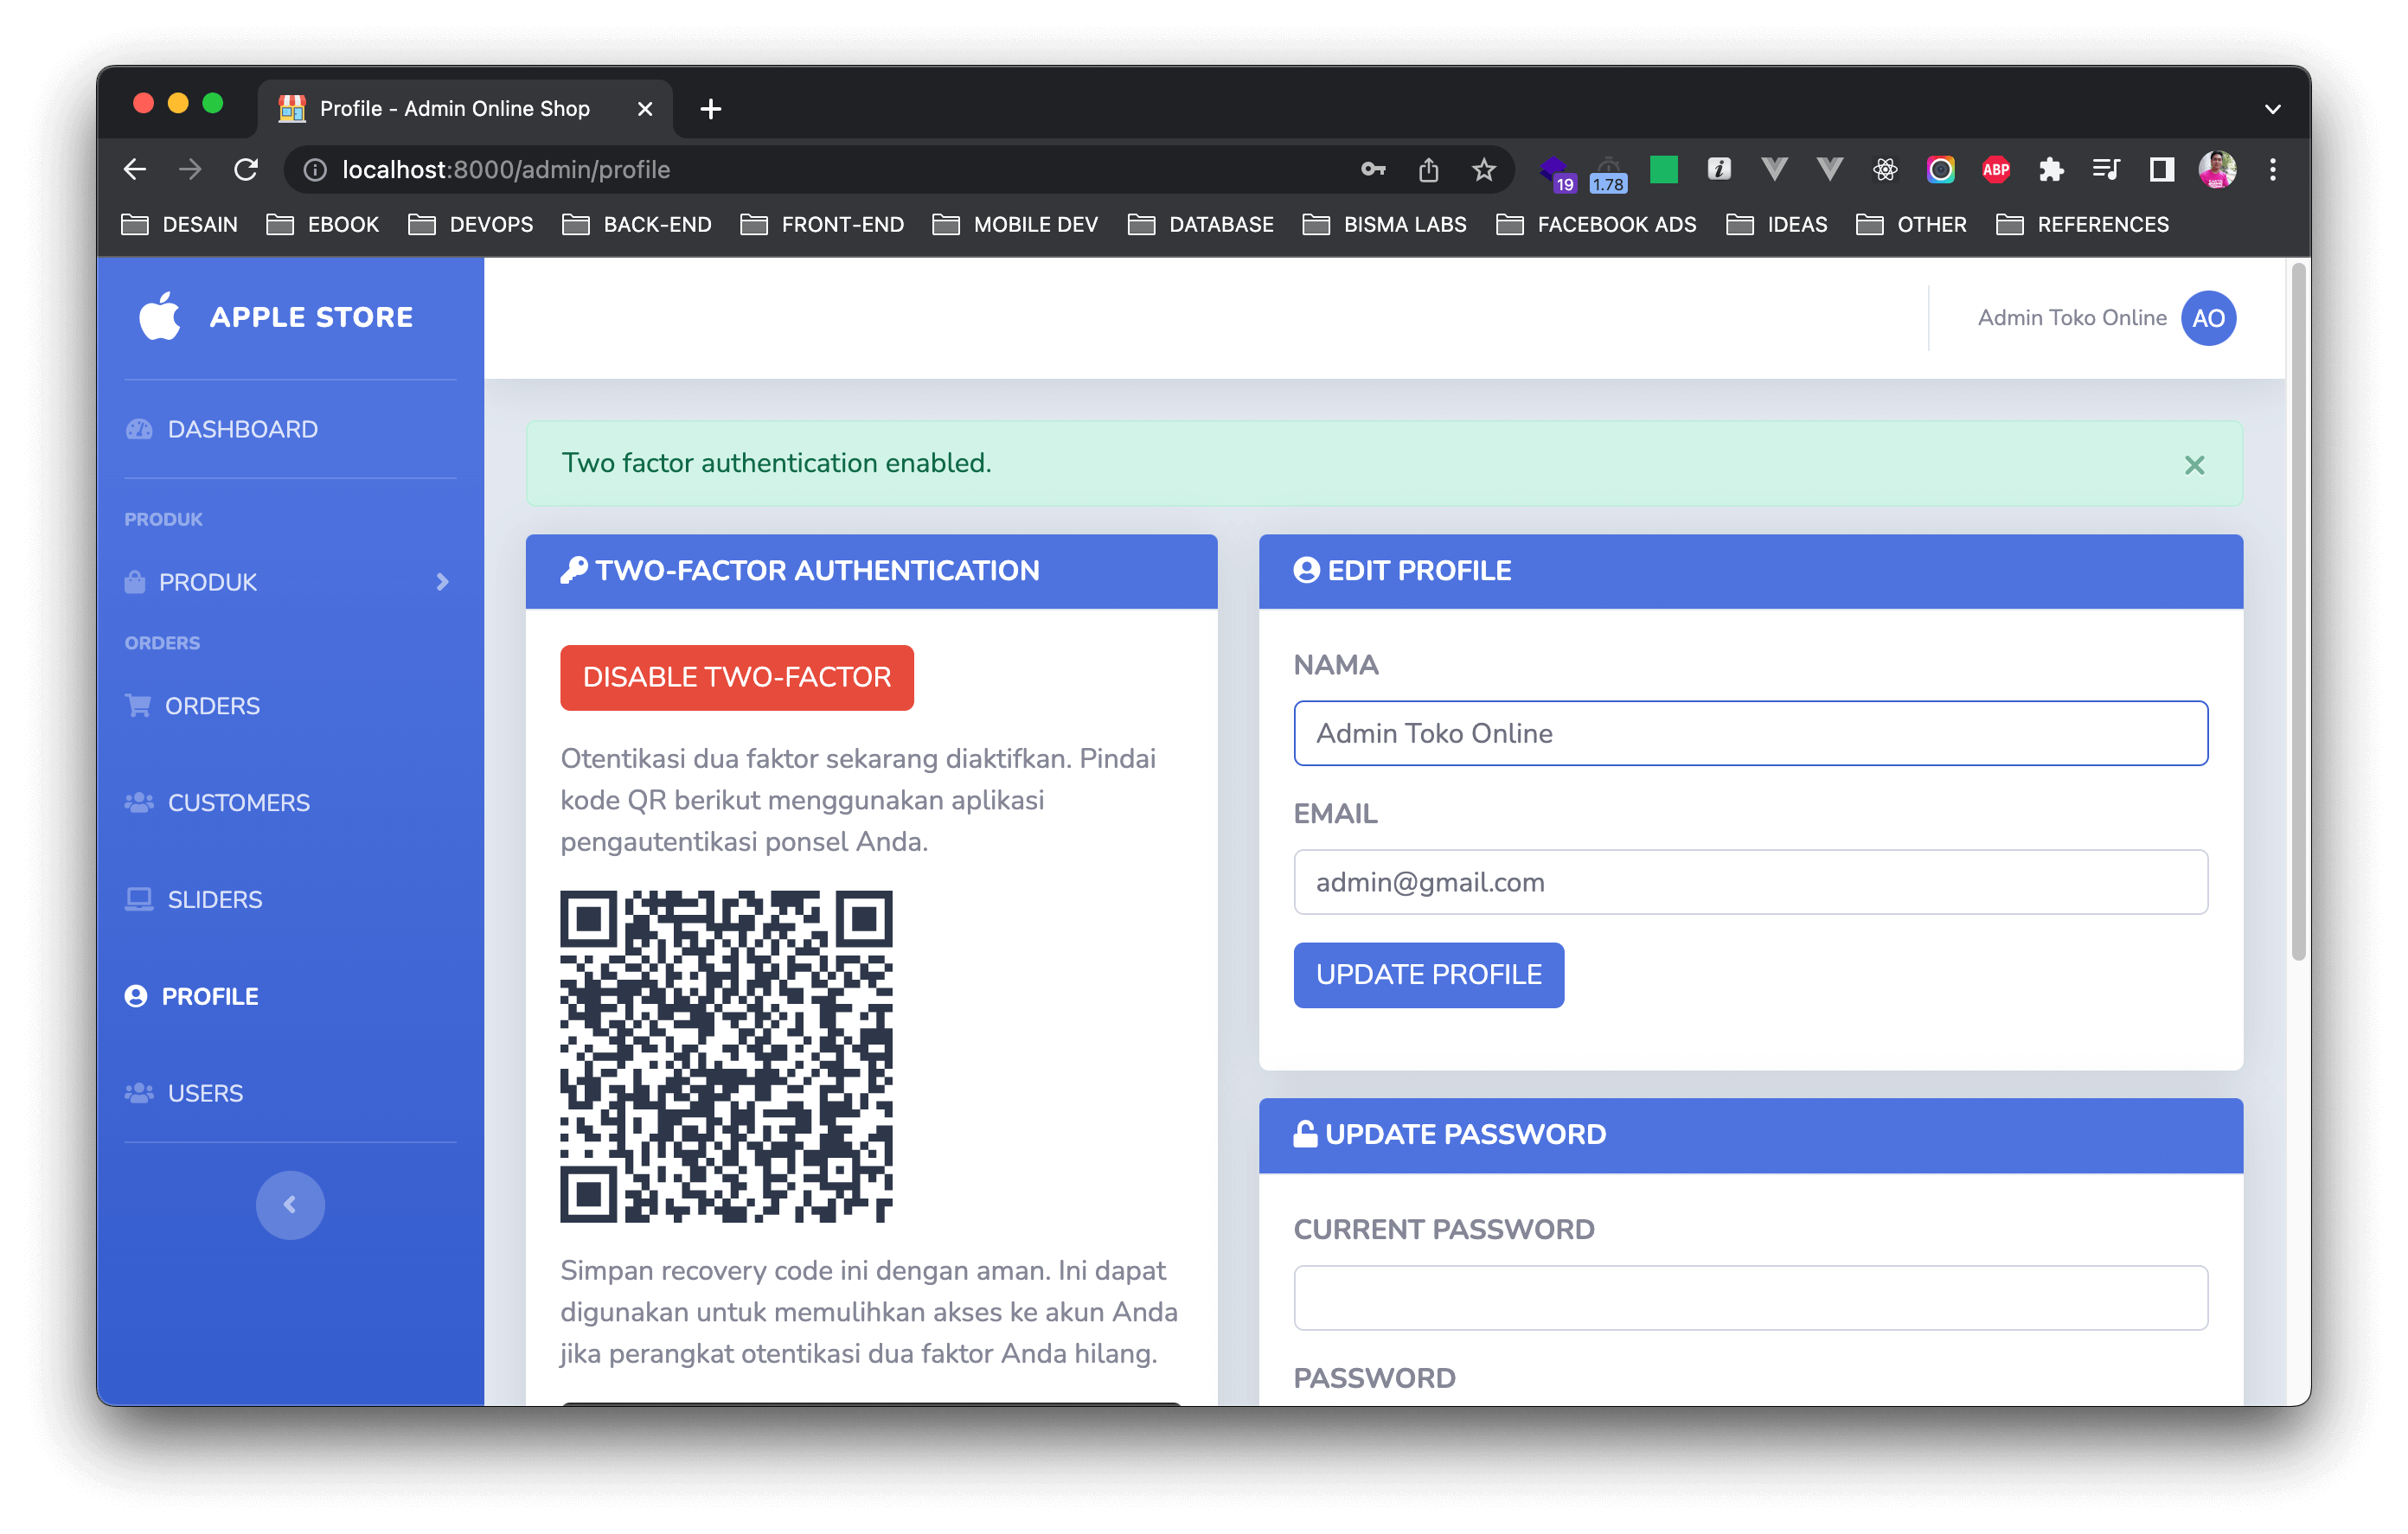 Profile - Admin Online Shop
localhost:8000/admin/profile
19
1.78
ABP
DESAIN
EBOOK
DEVOPS
BACK-END
FRONT-END
MOBILE DEV
DATABASE
BISMA LABS
FACEBOOK ADS
IDEAS
OTHER
REFERENCES
APPLE STORE
Admin Toko Online
AO
DASHBOARD
PRODUK
PRODUK
ORDERS
ORDERS
CUSTOMERS
SLIDERS
PROFILE
USERS
Two factor authentication enabled.
TWO-FACTOR AUTHENTICATION
DISABLE TWO-FACTOR
Otentikasi dua faktor sekarang diaktifkan. Pindai
kode QR berikut menggunakan aplikasi
pengautentikasi ponsel Anda.
Simpan recovery code ini dengan aman. Ini dapat
digunakan untuk memulihkan akses ke akun Anda
jika perangkat otentikasi dua faktor Anda hilang.
EDIT PROFILE
NAMA
Admin Toko Online
EMAIL
admin@gmail.com
UPDATE PROFILE
UPDATE PASSWORD
CURRENT PASSWORD
PASSWORD